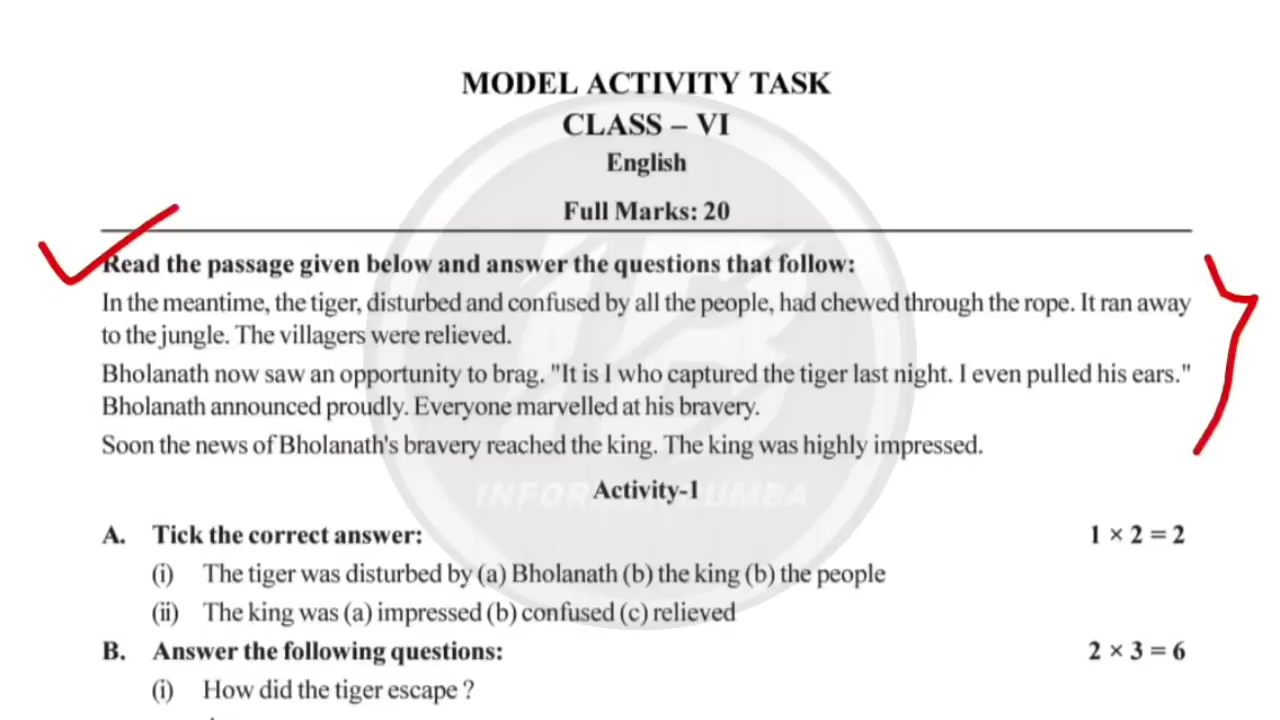 MODEL ACTIVITY TASK
CLASS – VI
English
Full Marks: 20
Read the passage given below and answer the questions that follow:
In the meantime, the tiger, disturbed and confused by all the people, had chewed through the rope. It ran away
to the jungle. The villagers were relieved.
Bholanath now saw an opportunity to brag. "It is I who captured the tiger last night. I even pulled his ears."
Bholanath announced proudly. Everyone marvelled at his bravery.
Soon the news of Bholanath's bravery reached the king. The king was highly impressed.
Activity-1
A. Tick the correct answer: 1 × 2 = 2
(i) The tiger was disturbed by (a) Bholanath (b) the king (b) the people
(ii) The king was (a) impressed (b) confused (c) relieved
B. Answer the following questions: 2 × 3 = 6
(i) How did the tiger escape ?